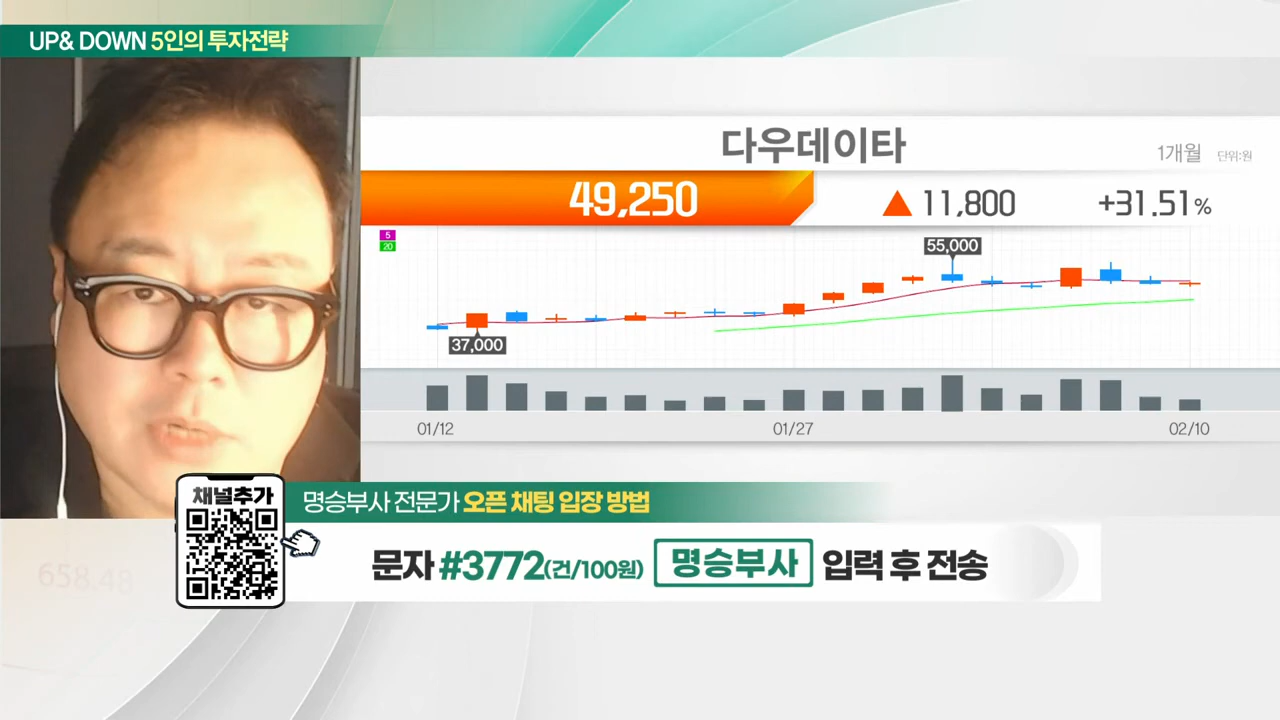 UP& DOWN 5인의 투자전략
다우데이타
1개월 단위:원
49,250 ▲ 11,800 +31.51%
5
20
55,000
37,000
01/12 01/27 02/10
채널추가
명승부사 전문가 오픈 채팅 입장 방법
문자 #3772(건/100원) 명승부사 입력 후 전송
658.48